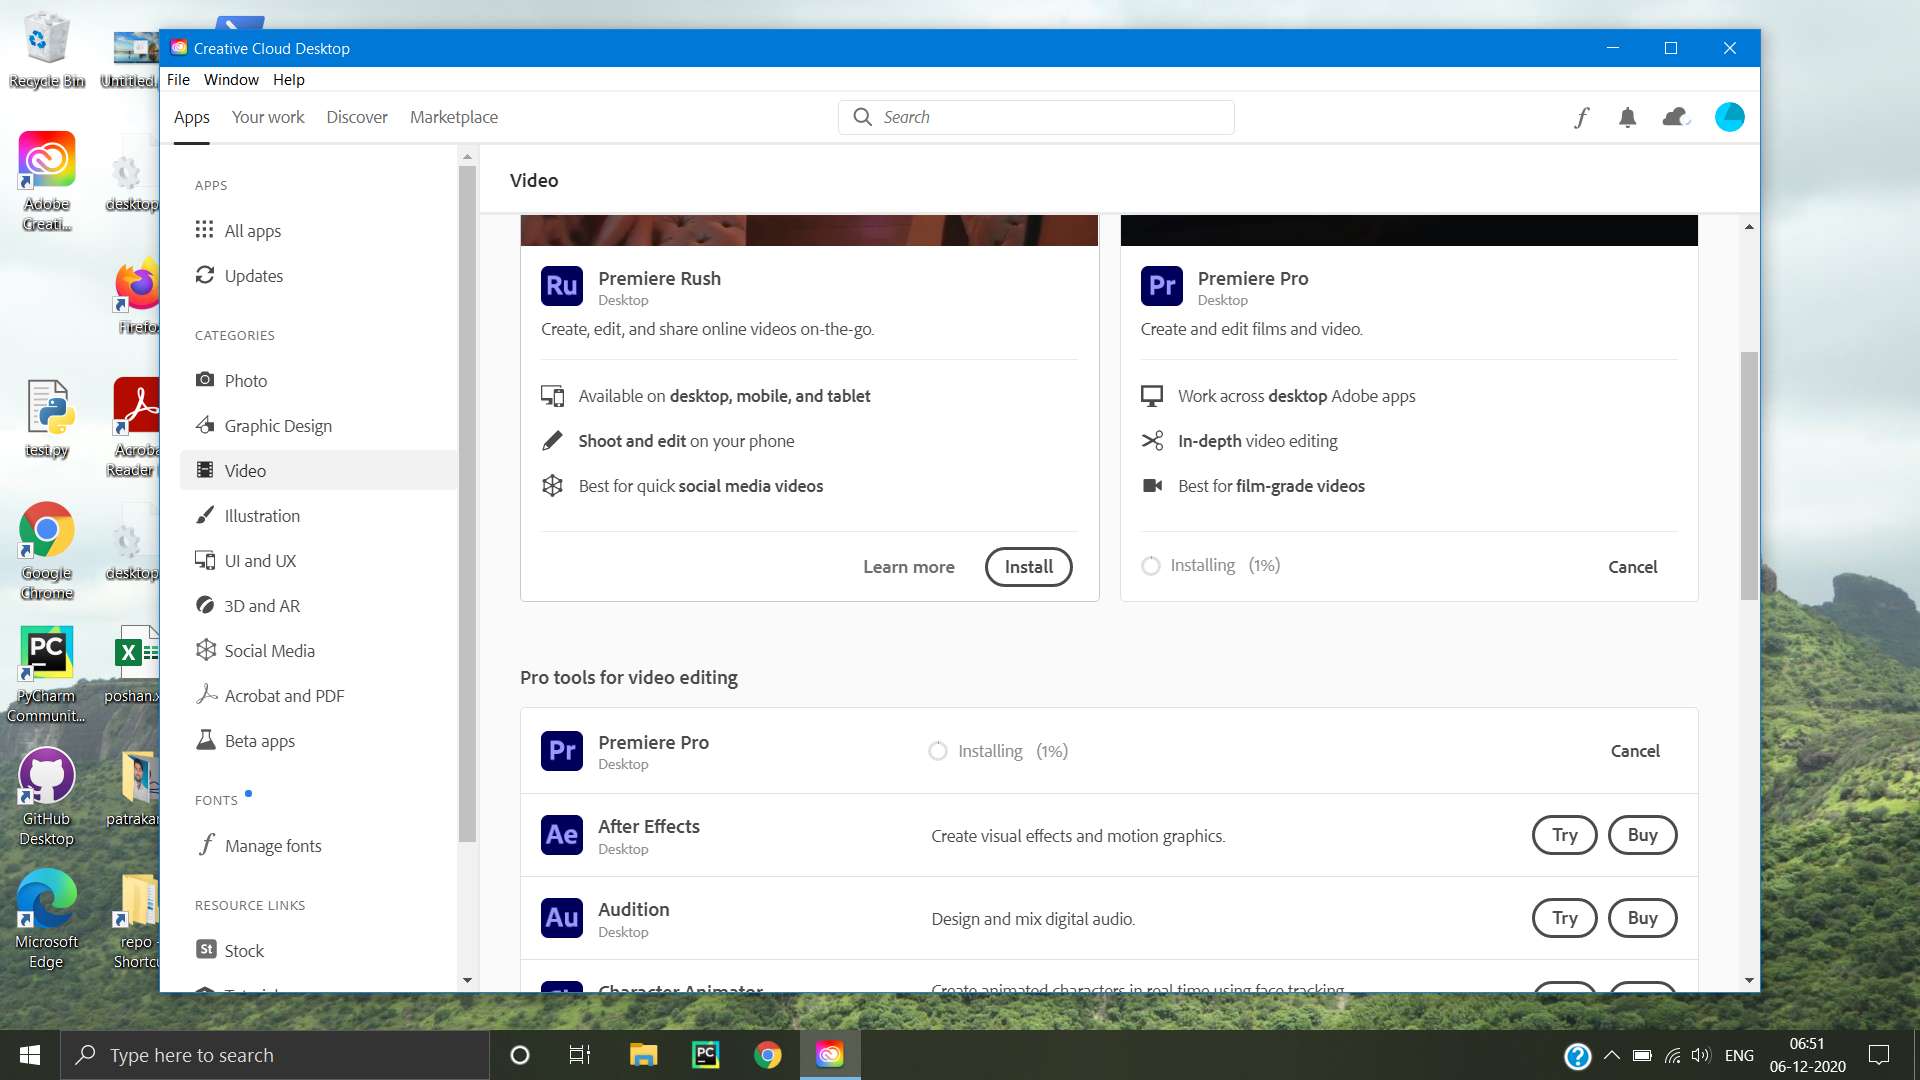 Recycle Bin
Untitled.
Adobe
Creati...
desktop
Firefo
test.py
Acroba
Reader
Google
Chrome
desktop
PC
PyCharm
Communit...
poshan.x
GitHub
Desktop
patrakar
Microsoft
Edge
repo -
Shortcu
Creative Cloud Desktop
File Window Help
Apps Your work Discover Marketplace
Search
APPS
All apps
Updates
CATEGORIES
Photo
Graphic Design
Video
Illustration
UI and UX
3D and AR
Social Media
Acrobat and PDF
Beta apps
FONTS
Manage fonts
RESOURCE LINKS
St Stock
Video
Ru Premiere Rush
Desktop
Create, edit, and share online videos on-the-go.
Available on desktop, mobile, and tablet
Shoot and edit on your phone
Best for quick social media videos
Learn more Install
Pr Premiere Pro
Desktop
Create and edit films and video.
Work across desktop Adobe apps
In-depth video editing
Best for film-grade videos
Installing (1%) Cancel
Pro tools for video editing
Pr Premiere Pro
Desktop
Installing (1%) Cancel
Ae After Effects
Desktop
Create visual effects and motion graphics. Try Buy
Au Audition
Desktop
Design and mix digital audio. Try Buy
Character Animator
Create animated characters in real time using face tracking.
Type here to search
PC
ENG
06:51
06-12-2020